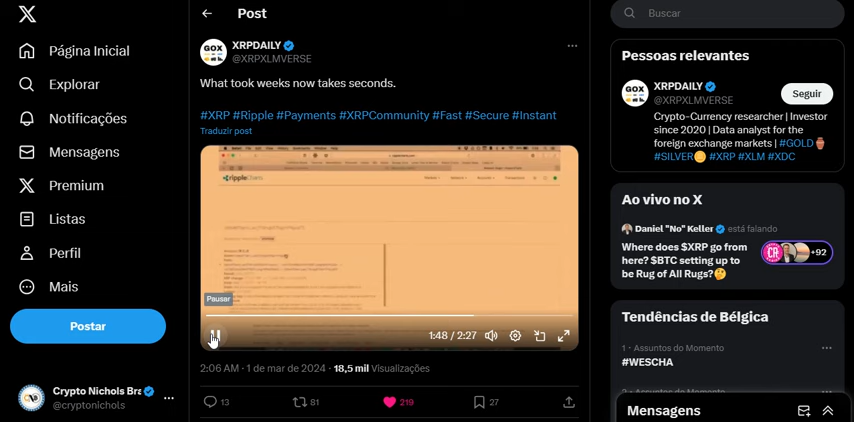 Página Inicial
Explorar
Notificações
Mensagens
Premium
Listas
Perfil
Mais
Postar
Crypto Nichols Bra
@cryptonichols
Post
GOX
XRPDAILY
@XRPXLMVERSE
What took weeks now takes seconds.
#XRP #Ripple #Payments #XRPCommunity #Fast #Secure #Instant
Traduzir post
rippleCharts
Pausar
1:48 / 2:27
2:06 AM · 1 de mar de 2024 · 18,5 mil Visualizações
13
81
219
27
Buscar
Pessoas relevantes
GOX
XRPDAILY
@XRPXLMVERSE
Seguir
Crypto-Currency researcher | Investor
since 2020 | Data analyst for the
foreign exchange markets | #GOLD
#SILVER #XRP #XLM #XDC
Ao vivo no X
Daniel "No" Keller está falando
Where does $XRP go from
here? $BTC setting up to
be Rug of All Rugs?
+92
Tendências de Bélgica
1 · Assuntos do Momento
#WESCHA
Mensagens